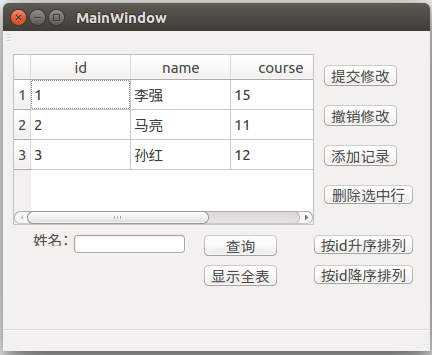 MainWindow
id name course
1 1 李强 15
2 2 马亮 11
3 3 孙红 12
提交修改
撤销修改
添加记录
删除选中行
姓名： 查询 按id升序排列
显示全表 按id降序排列